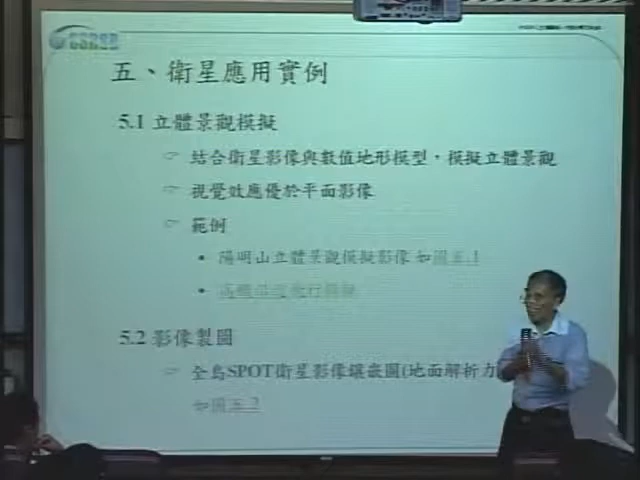 CSRSR
五、衛星應用實例
5.1 立體景觀模擬
☞ 結合衛星影像與數值地形模型，模擬立體景觀
☞ 視覺效應優於平面影像
☞ 範例
• 陽明山立體景觀模擬影像 如圖五.1
5.2 影像製圖
☞ 全島SPOT衛星影像鑲嵌圖(地面解析力
如圖五.2